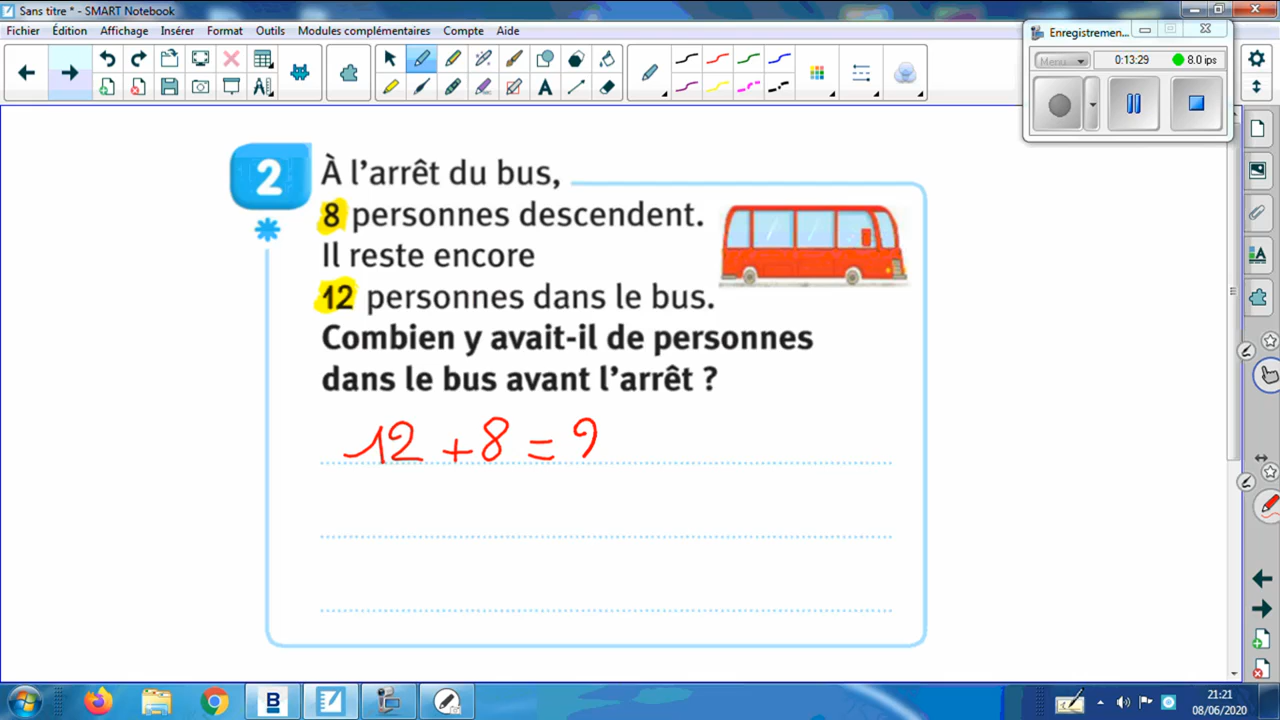 Sans titre * - SMART Notebook
Fichier Édition Affichage Insérer Format Outils Modules complémentaires Compte Aide
Enregistremen...
Menu
0:13:29
8.0 ips
2
À l'arrêt du bus,
8 personnes descendent.
Il reste encore
12 personnes dans le bus.
Combien y avait-il de personnes
dans le bus avant l'arrêt ?
12 + 8 =
21:21
08/06/2020